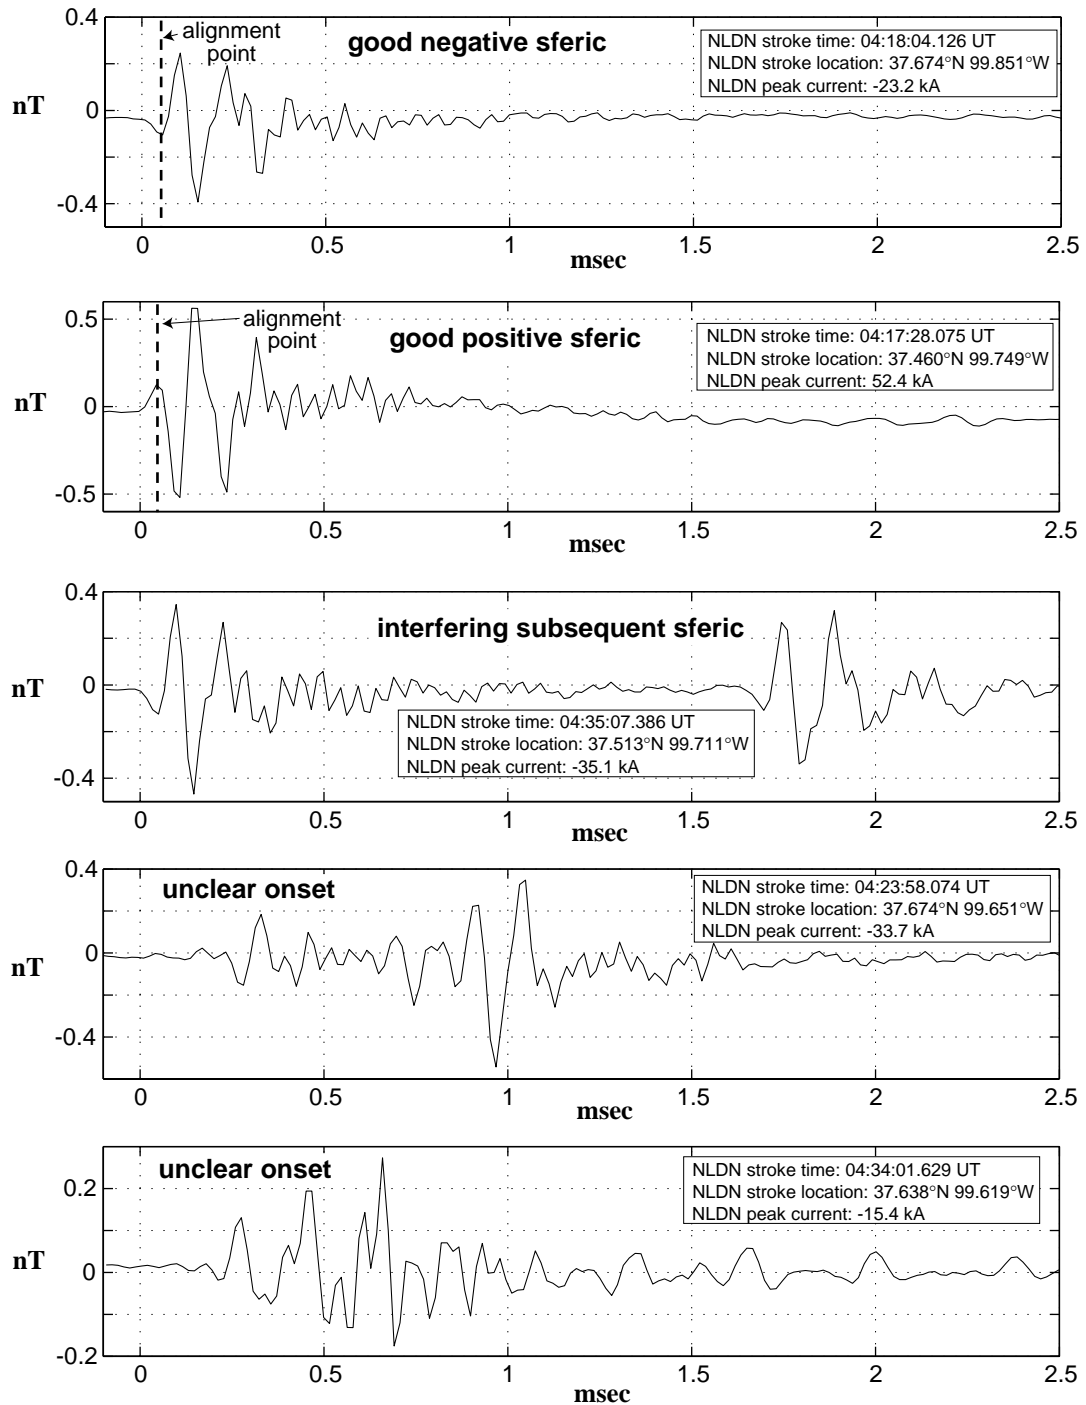 0.4
alignment
point
good negative sferic
NLDN stroke time: 04:18:04.126 UT
NLDN stroke location: 37.674°N 99.851°W
NLDN peak current: -23.2 kA
nT
0
-0.4
0 0.5 1 1.5 2 2.5
msec
0.5
alignment
point
good positive sferic
NLDN stroke time: 04:17:28.075 UT
NLDN stroke location: 37.460°N 99.749°W
NLDN peak current: 52.4 kA
nT
0
-0.5
0 0.5 1 1.5 2 2.5
msec
0.4
interfering subsequent sferic
nT
0
NLDN stroke time: 04:35:07.386 UT
NLDN stroke location: 37.513°N 99.711°W
NLDN peak current: -35.1 kA
-0.4
0 0.5 1 1.5 2 2.5
msec
0.4
unclear onset
NLDN stroke time: 04:23:58.074 UT
NLDN stroke location: 37.674°N 99.651°W
NLDN peak current: -33.7 kA
nT
0
-0.4
0 0.5 1 1.5 2 2.5
msec
unclear onset
NLDN stroke time: 04:34:01.629 UT
NLDN stroke location: 37.638°N 99.619°W
NLDN peak current: -15.4 kA
0.2
nT
0
-0.2
0 0.5 1 1.5 2 2.5
msec